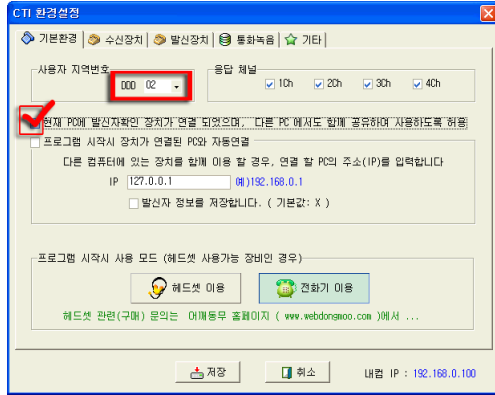 CTI 환경설정
기본환경 수신장치 발신장치 통화녹음 기타
사용자 지역번호
DDD 02
응답 채널
1Ch 2Ch 3Ch 4Ch
현재 PC에 발신자확인 장치가 연결 되었으며, 다른 PC 에서도 함께 공유하여 사용하도록 허용
프로그램 시작시 장치가 연결된 PC와 자동연결
다른 컴퓨터에 있는 장치를 함께 이용 할 경우, 연결 할 PC의 주소(IP)를 입력합니다
IP 127.0.0.1 예)192.168.0.1
발신자 정보를 저장합니다. ( 기본값: X )
프로그램 시작시 사용 모드 (헤드셋 사용가능 장비인 경우)
헤드셋 이용 전화기 이용
헤드셋 관련(구매) 문의는 어깨동무 홈페이지 ( www.webdongmoo.com )에서 ...
저장 취소 내컴 IP : 192.168.0.100